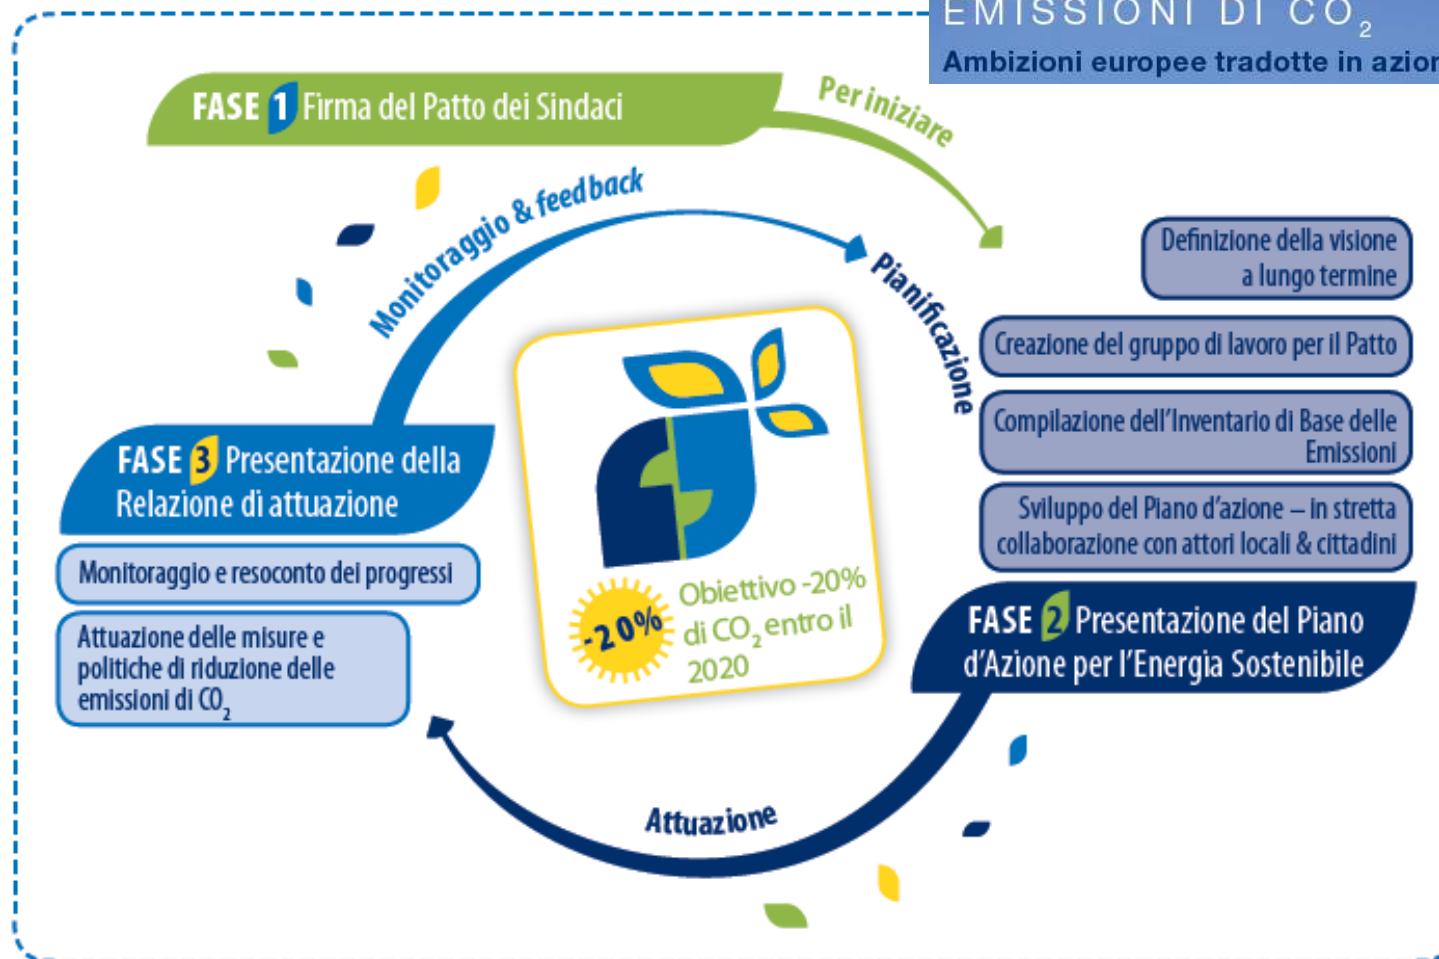 EMISSIONI DI CO2
Ambizioni europee tradotte in
FASE 1 Firma del Patto dei Sindaci
Per iniziare
Monitoraggio & feedback
Pianificazione
Definizione della visione
a lungo termine
Creazione del gruppo di lavoro per il Patto
Compilazione dell'Inventario di Base delle
Emissioni
Sviluppo del Piano d'azione – in stretta
collaborazione con attori locali & cittadini
FASE 2 Presentazione del Piano
d'Azione per l'Energia Sostenibile
FASE 3 Presentazione della
Relazione di attuazione
Monitoraggio e resoconto dei progressi
Attuazione delle misure e
politiche di riduzione delle
emissioni di CO2
-20%
Obiettivo -20%
di CO2 entro il
2020
Attuazione